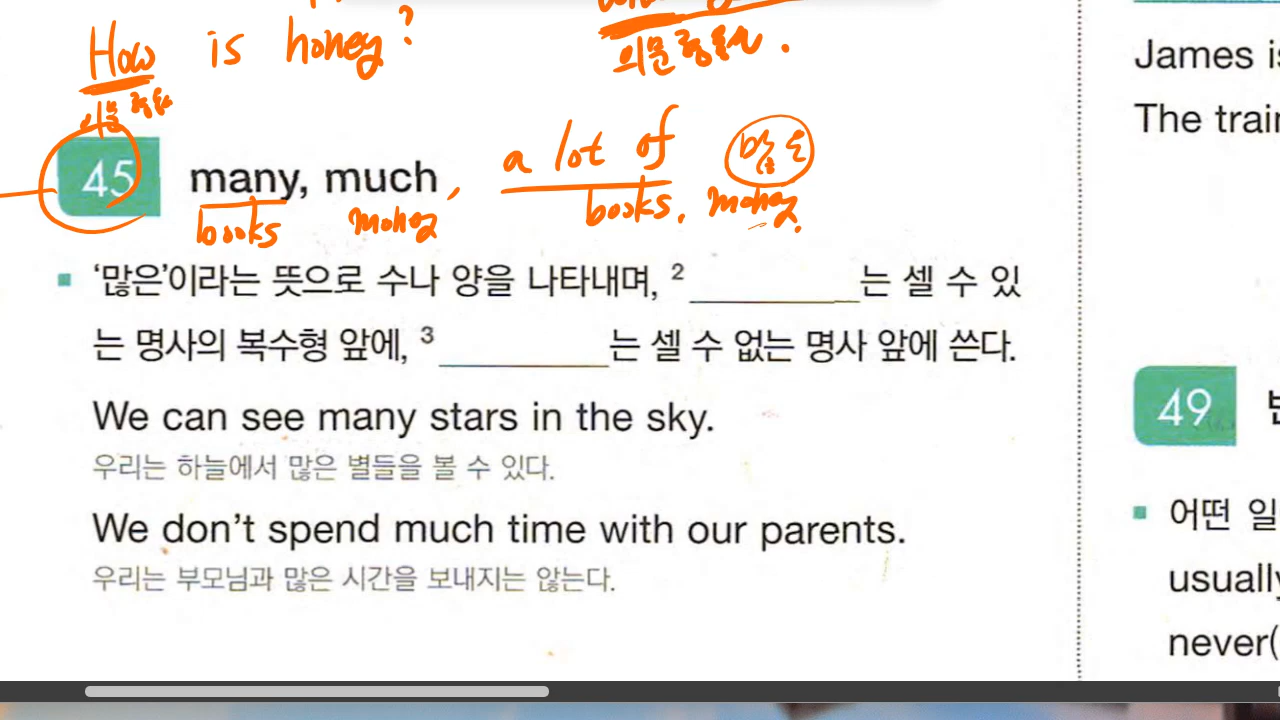 How is honey?
의문
a lot of 많은
45 many, much,
books money books. money.
▪ ‘많은’이라는 뜻으로 수나 양을 나타내며, ² ________는 셀 수 있
는 명사의 복수형 앞에, ³ ________는 셀 수 없는 명사 앞에 쓴다.
We can see many stars in the sky.
우리는 하늘에서 많은 별들을 볼 수 있다.
We don’t spend much time with our parents.
우리는 부모님과 많은 시간을 보내지는 않는다.
James is
The trai
49
▪ 어떤 일
usually
never(